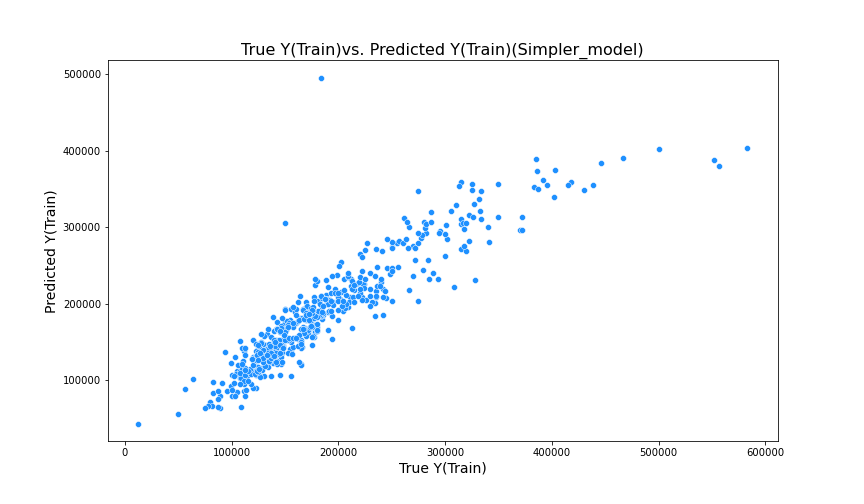 True Y(Train)vs. Predicted Y(Train)(Simpler_model)
500000
400000
300000
200000
100000
Predicted Y(Train)
0 100000 200000 300000 400000 500000 600000
True Y(Train)